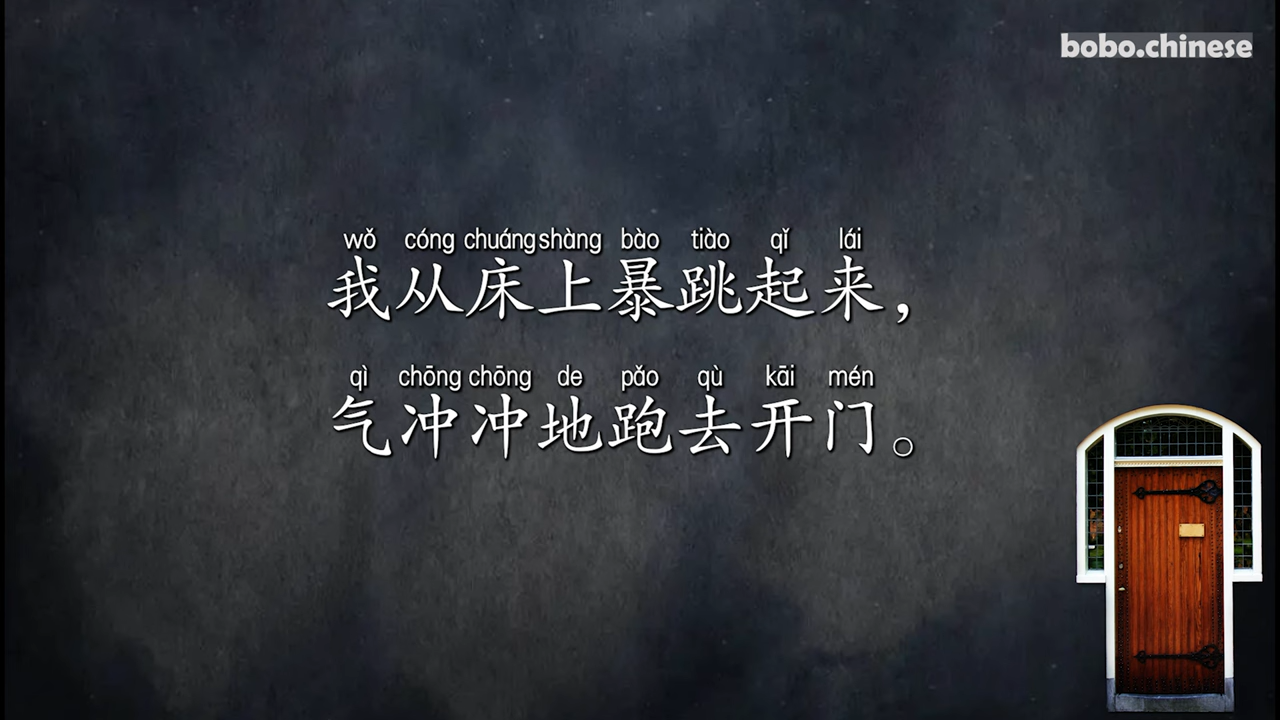 bobo.chinese
wǒ cóng chuáng shàng bào tiào qǐ lái
我从床上暴跳起来，
qì chōng chōng de pǎo qù kāi mén
气冲冲地跑去开门。